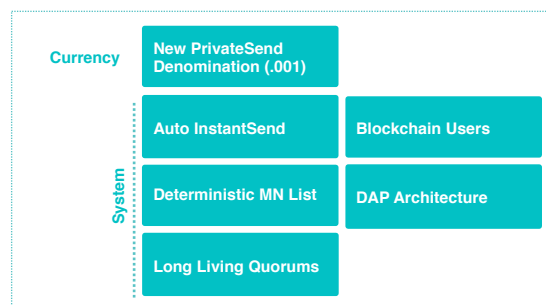 Currency
New PrivateSend
Denomination (.001)
System
Auto InstantSend
Blockchain Users
Deterministic MN List
DAP Architecture
Long Living Quorums